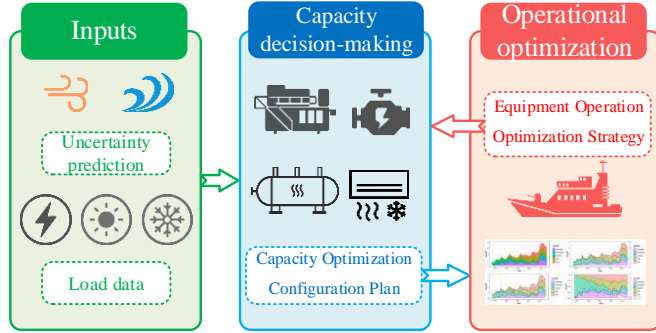 Inputs
Uncertainty
prediction
Load data
Capacity
decision-making
Capacity Optimization
Configuration Plan
Operational
optimization
Equipment Operation
Optimization Strategy